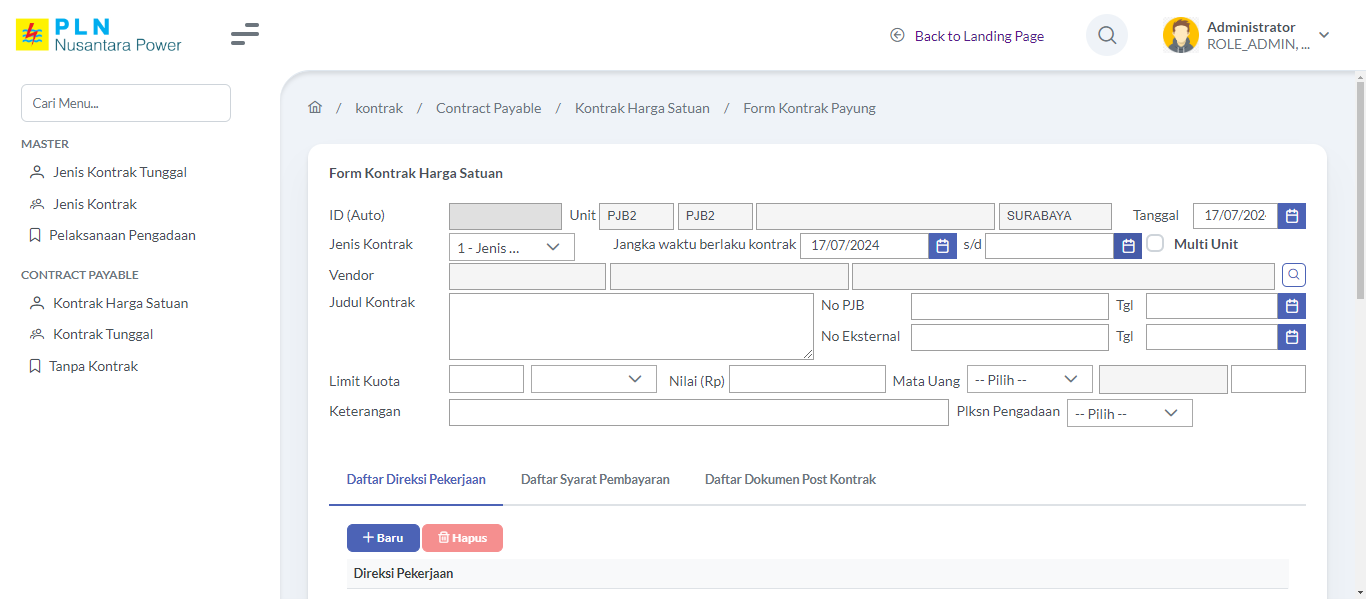 PLN
Nusantara Power
Back to Landing Page
Administrator
ROLE_ADMIN, ...
Cari Menu...
MASTER
Jenis Kontrak Tunggal
Jenis Kontrak
Pelaksanaan Pengadaan
CONTRACT PAYABLE
Kontrak Harga Satuan
Kontrak Tunggal
Tanpa Kontrak
/ kontrak / Contract Payable / Kontrak Harga Satuan / Form Kontrak Payung
Form Kontrak Harga Satuan
ID (Auto) Unit PJB2 PJB2 SURABAYA Tanggal 17/07/202
Jenis Kontrak 1 - Jenis ... Jangka waktu berlaku kontrak 17/07/2024 s/d Multi Unit
Vendor
Judul Kontrak No PJB Tgl
No Eksternal Tgl
Limit Kuota Nilai (Rp) Mata Uang -- Pilih --
Keterangan Plksn Pengadaan -- Pilih --
Daftar Direksi Pekerjaan Daftar Syarat Pembayaran Daftar Dokumen Post Kontrak
+ Baru Hapus
Direksi Pekerjaan